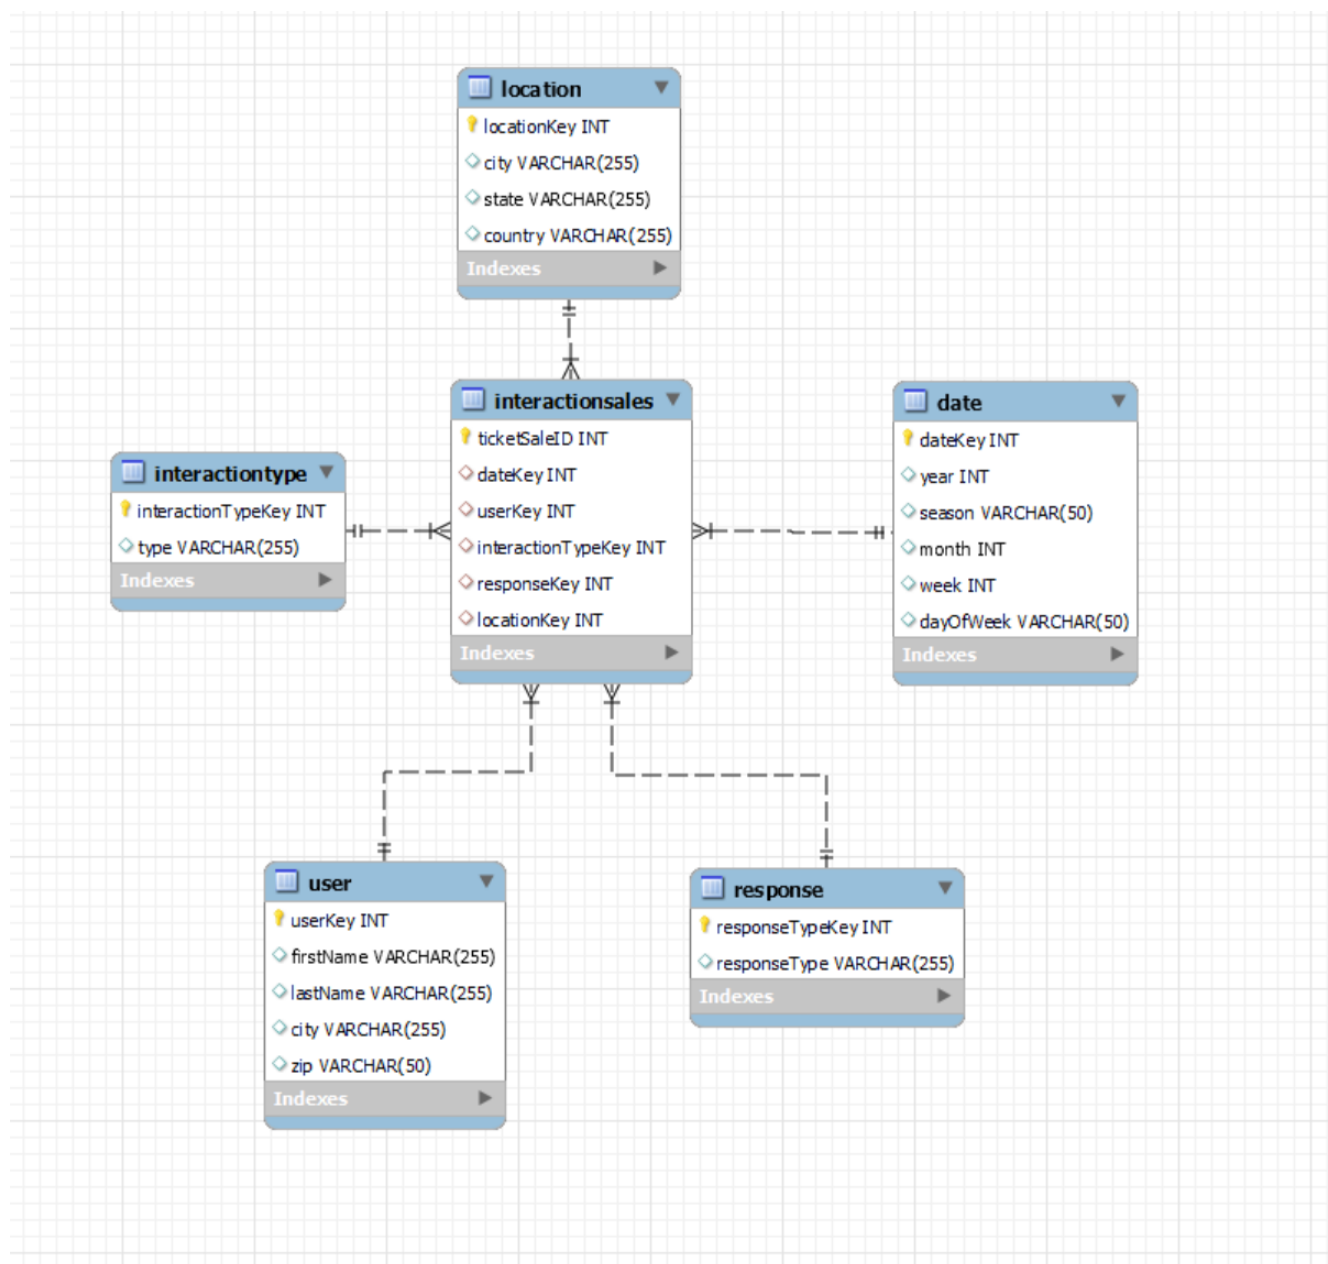 location
locationKey INT
city VARCHAR(255)
state VARCHAR(255)
country VARCHAR(255)
Indexes
interactionsales
ticketSaleID INT
dateKey INT
userKey INT
interactionTypeKey INT
responseKey INT
locationKey INT
Indexes
date
dateKey INT
year INT
season VARCHAR(50)
month INT
week INT
dayOfWeek VARCHAR(50)
Indexes
interactiontype
interactionTypeKey INT
type VARCHAR(255)
Indexes
user
userKey INT
firstName VARCHAR(255)
lastName VARCHAR(255)
city VARCHAR(255)
zip VARCHAR(50)
Indexes
response
responseTypeKey INT
responseType VARCHAR(255)
Indexes